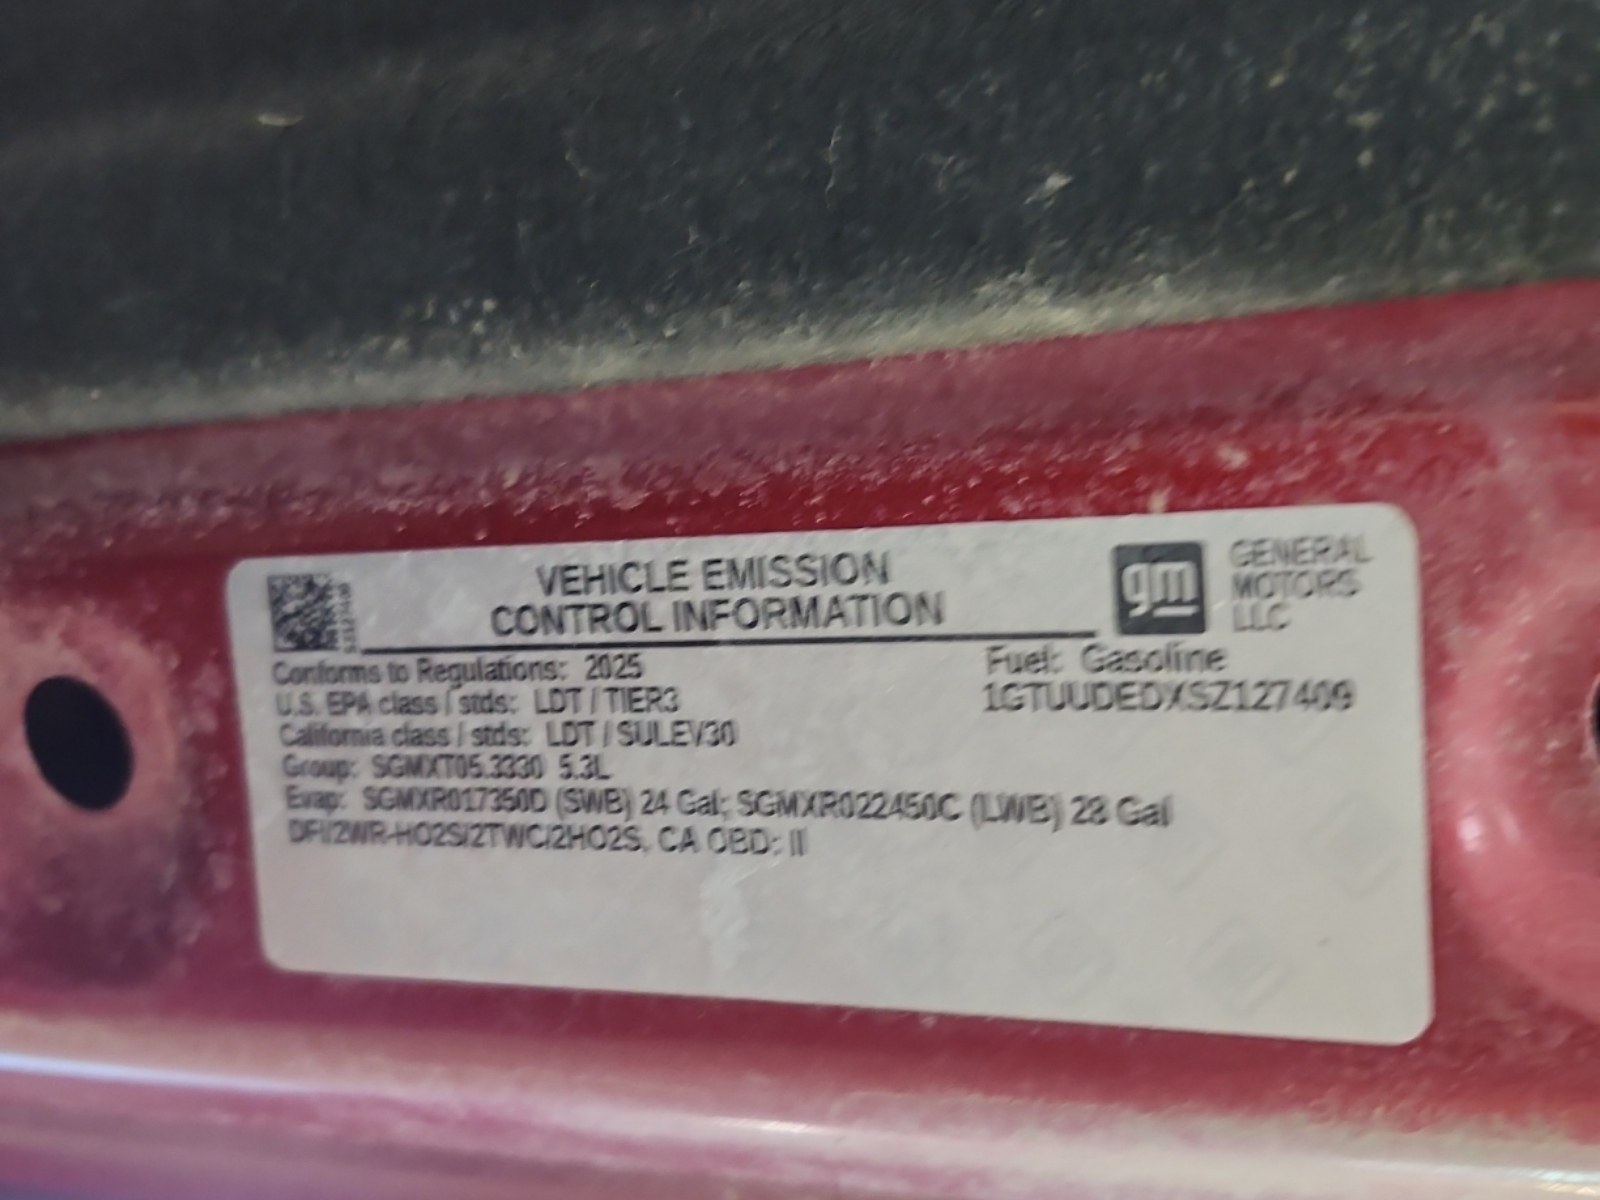 VEHICLE EMISSION
CONTROL INFORMATION
gm
GENERAL
MOTORS
LLC
Conforms to Regulations: 2025
U.S. EPA class / stds: LDT / TIER3
California class / stds: LDT / SULEV30
Group: SGMXT05.3330 5.3L
Evap: SGMXR017350D (SWB) 24 Gal; SGMXR022450C (LWB) 28 Gal
DFI/2WR-HO2S/2TWC/2HO2S, CA OBD: II
Fuel: Gasoline
1GTUUDEDXSZ127409